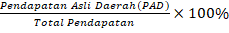 Pendapatan Asli Daerah(PAD)
Total Pendapatan
× 100%